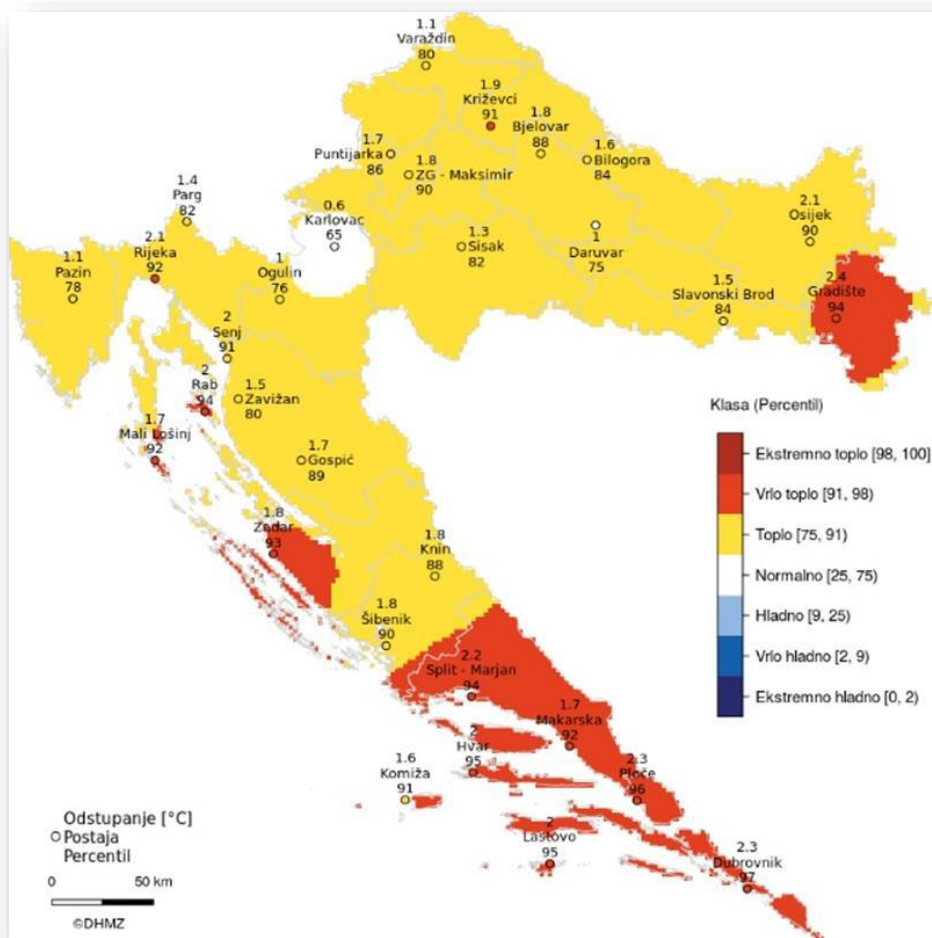 1.1
Varaždin
80
1.9
Križevci
91
1.8
Bjelovar
88
1.7
Puntijarka
86
1.8
ZG - Maksimir
90
1.6
Bilogora
84
1.4
Parg
82
0.6
Karlovac
65
1.3
Sisak
82
1
Daruvar
75
2.1
Osijek
90
1.1
Pazin
78
2.1
Rijeka
92
1
Ogulin
76
1.5
Slavonski Brod
84
2.4
Gradište
94
2
Senj
91
2
Rab
94
1.5
Zavižan
80
1.7
Mali Lošinj
92
1.7
Gospić
89
1.8
Zadar
93
1.8
Knin
88
1.8
Šibenik
90
2.2
Split - Marjan
94
1.7
Makarska
92
2
Hvar
95
1.6
Komiža
91
2.3
Ploče
96
2
Lastovo
95
2.3
Dubrovnik
97
Klasa (Percentil)
Ekstremno toplo [98, 100]
Vrlo toplo [91, 98)
Toplo [75, 91)
Normalno [25, 75)
Hladno [9, 25)
Vrlo hladno [2, 9)
Ekstremno hladno [0, 2)
Odstupanje [°C]
Postaja
Percentil
0 50 km
©DHMZ